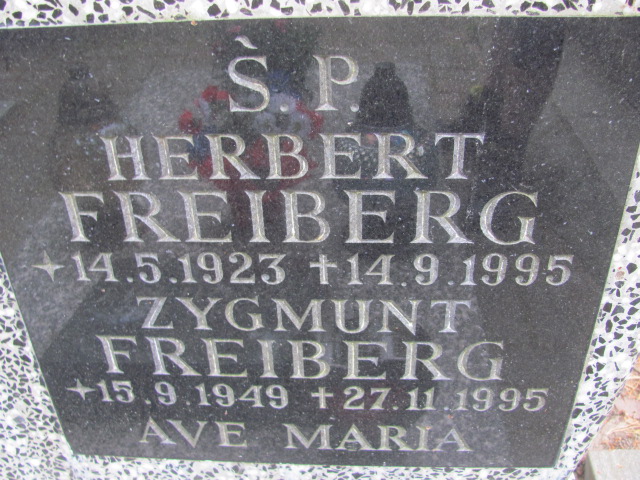 Ś. P.
HERBERT
FREIBERG
✦14.5.1923 ✝14.9.1995
ZYGMUNT
FREIBERG
✦15.9.1949 ✝27.11.1995
AVE MARIA